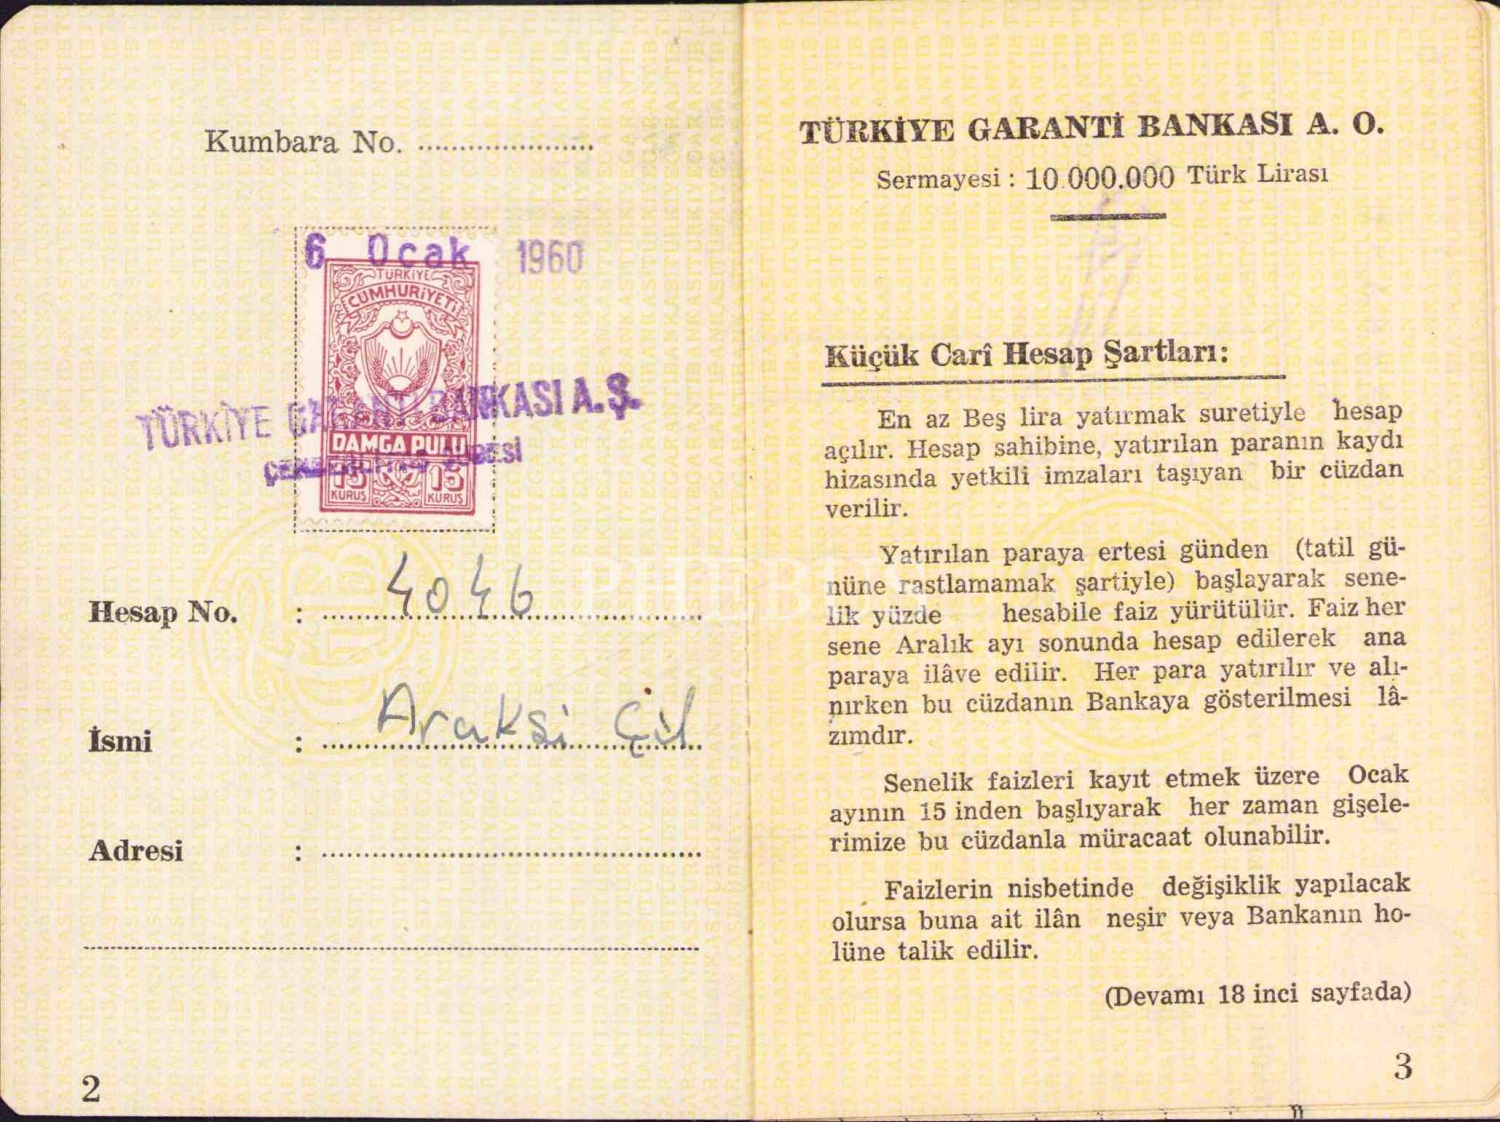 Kumbara No. ......................
6 Ocak 1960
TÜRKİYE
CUMHURİYETİ
TÜRKİYE GARANTİ BANKASI A.Ş.
DAMGA PULU
ŞUBESİ
15 15
KURUŞ KURUŞ
Hesap No. : 4046
İsmi : Araksi Çil
Adresi :
2
TÜRKİYE GARANTİ BANKASI A. O.
Sermayesi : 10.000.000 Türk Lirası
Küçük Carî Hesap Şartları:
En az Beş lira yatırmak suretiyle hesap
açılır. Hesap sahibine, yatırılan paranın kaydı
hizasında yetkili imzaları taşıyan bir cüzdan
verilir.
Yatırılan paraya ertesi günden (tatil gü-
nüne rastlamamak şartiyle) başlayarak sene-
lik yüzde hesabile faiz yürütülür. Faiz her
sene Aralık ayı sonunda hesap edilerek ana
paraya ilâve edilir. Her para yatırılır ve alı-
nırken bu cüzdanın Bankaya gösterilmesi lâ-
zımdır.
Senelik faizleri kayıt etmek üzere Ocak
ayının 15 inden başlıyarak her zaman gişele-
rimize bu cüzdanla müracaat olunabilir.
Faizlerin nisbetinde değişiklik yapılacak
olursa buna ait ilân neşir veya Bankanın ho-
lüne talik edilir.
(Devamı 18 inci sayfada)
3